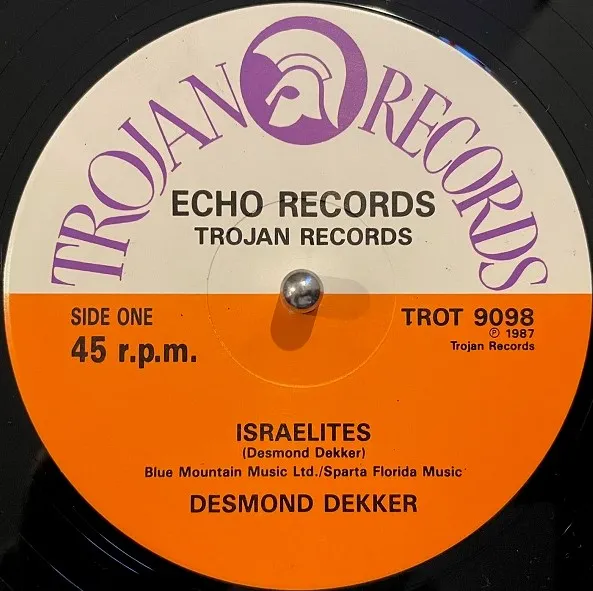 TROJAN RECORDS
ECHO RECORDS
TROJAN RECORDS
SIDE ONE
45 r.p.m.
TROT 9098
℗ 1987
Trojan Records
ISRAELITES
(Desmond Dekker)
Blue Mountain Music Ltd./Sparta Florida Music
DESMOND DEKKER